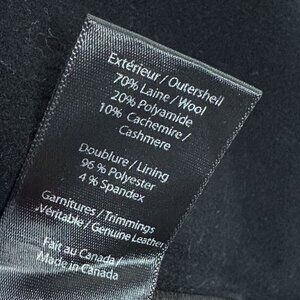 Extérieur / Outershell
70% Laine / Wool
20% Polyamide
10% Cachemire /
Cashmere
Doublure / Lining
96 % Polyester
4 % Spandex
Garnitures / Trimmings
Véritable / Genuine Leather
Fait au Canada /
Made in Canada